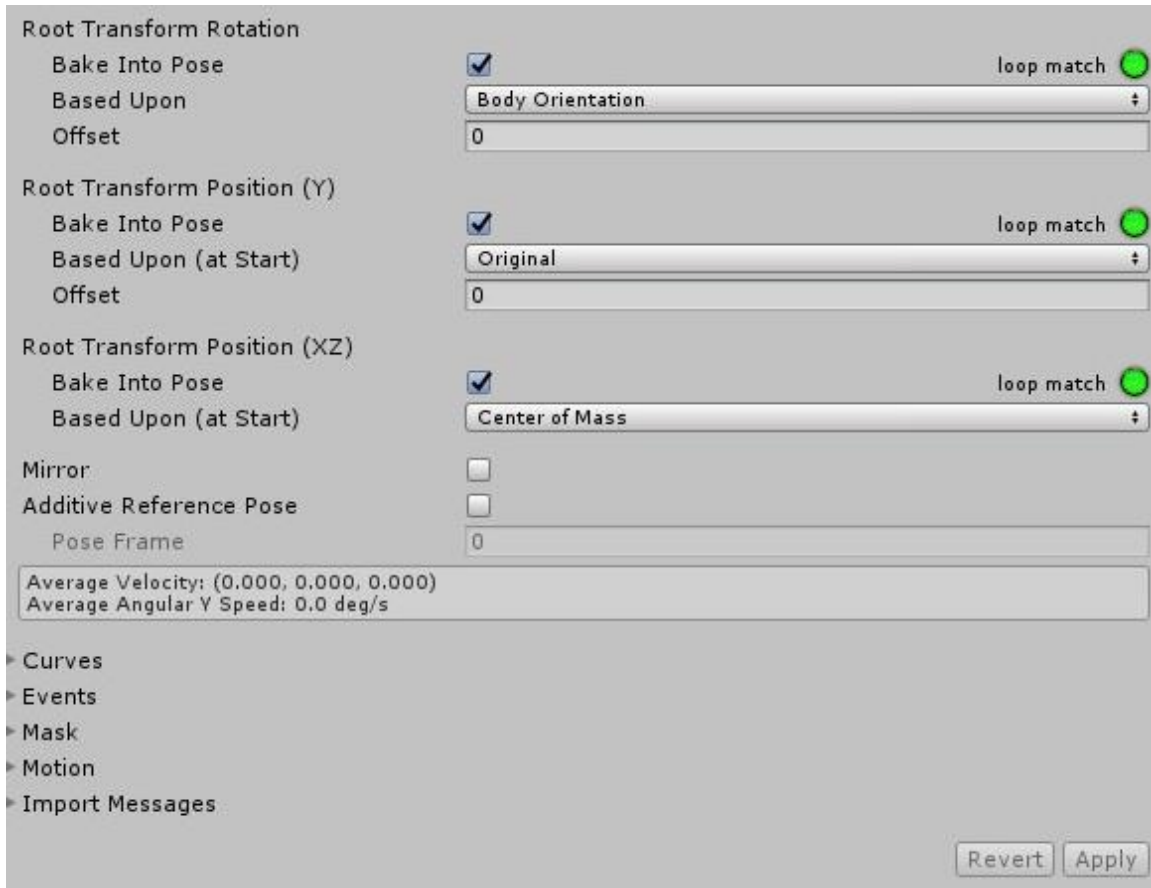 Root Transform Rotation
Bake Into Pose loop match
Based Upon Body Orientation
Offset 0
Root Transform Position (Y)
Bake Into Pose loop match
Based Upon (at Start) Original
Offset 0
Root Transform Position (XZ)
Bake Into Pose loop match
Based Upon (at Start) Center of Mass
Mirror
Additive Reference Pose
Pose Frame 0
Average Velocity: (0.000, 0.000, 0.000)
Average Angular Y Speed: 0.0 deg/s
Curves
Events
Mask
Motion
Import Messages
Revert Apply